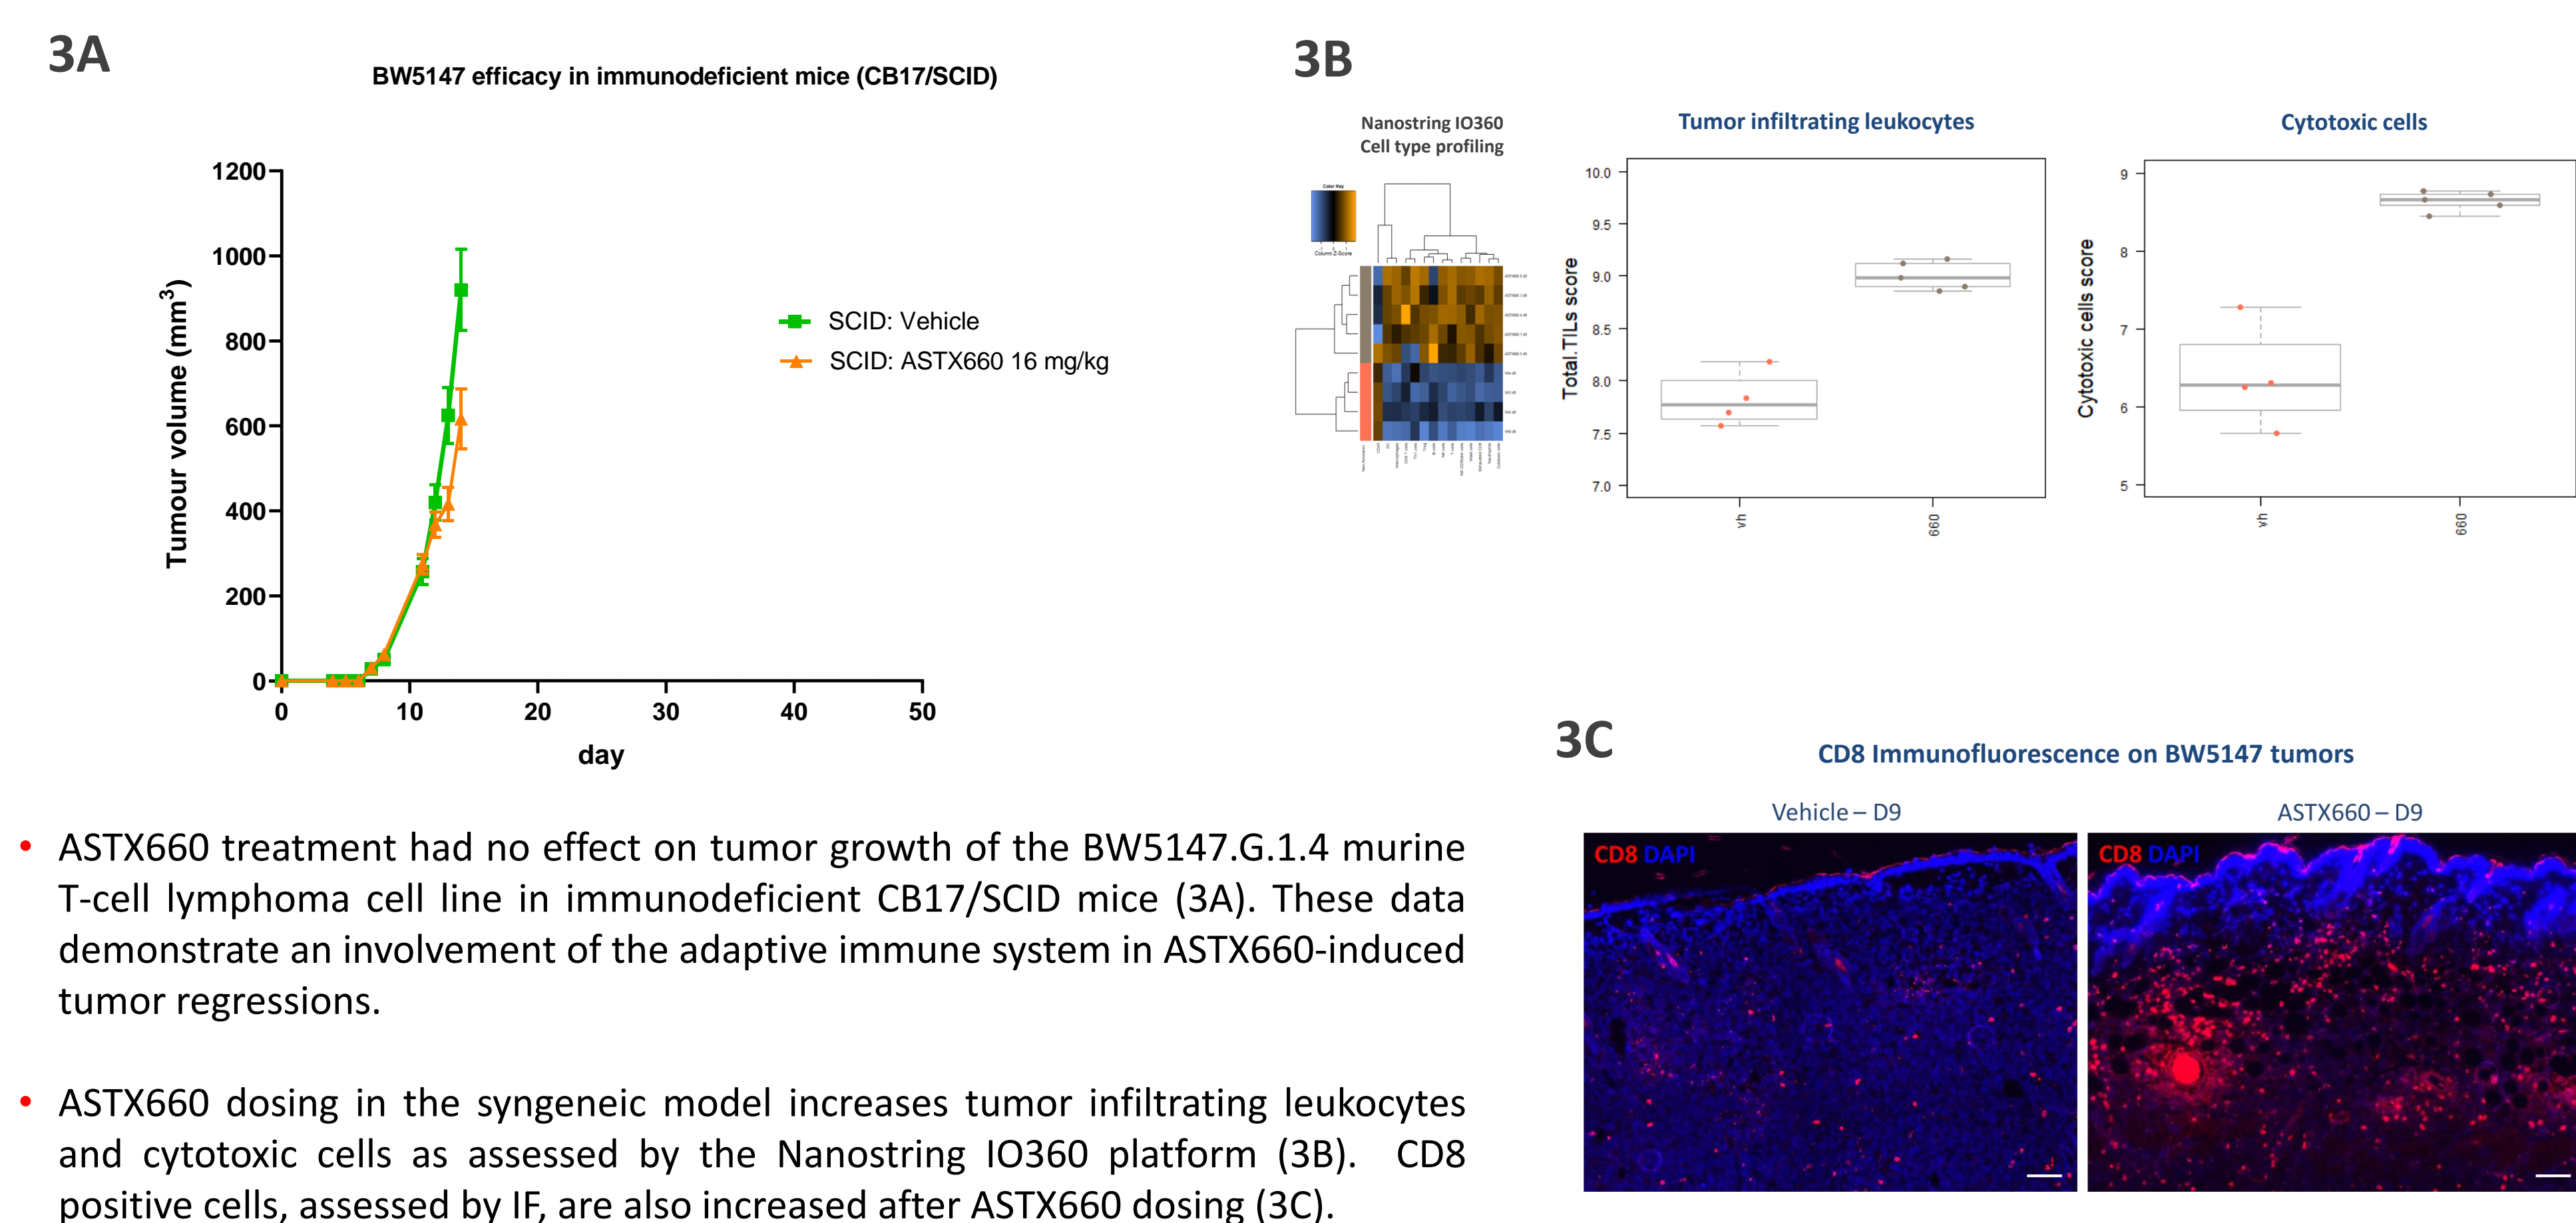 3A
BW5147 efficacy in immunodeficient mice (CB17/SCID)
1200
1000
800
600
400
200
0
Tumour volume (mm3)
0 10 20 30 40 50
day
SCID: Vehicle
SCID: ASTX660 16 mg/kg
3B
Nanostring IO360
Cell type profiling
Color Key
Column Z-Score
Tumor infiltrating leukocytes
10.0
9.5
9.0
8.5
8.0
7.5
7.0
Total.TILs score
vh 660
Cytotoxic cells
9
8
7
6
5
Cytotoxic cells score
vh 660
3C
CD8 Immunofluorescence on BW5147 tumors
Vehicle – D9
ASTX660 – D9
CD8 DAPI
CD8 DAPI
• ASTX660 treatment had no effect on tumor growth of the BW5147.G.1.4 murine
T-cell lymphoma cell line in immunodeficient CB17/SCID mice (3A). These data
demonstrate an involvement of the adaptive immune system in ASTX660-induced
tumor regressions.
• ASTX660 dosing in the syngeneic model increases tumor infiltrating leukocytes
and cytotoxic cells as assessed by the Nanostring IO360 platform (3B). CD8
positive cells, assessed by IF, are also increased after ASTX660 dosing (3C).